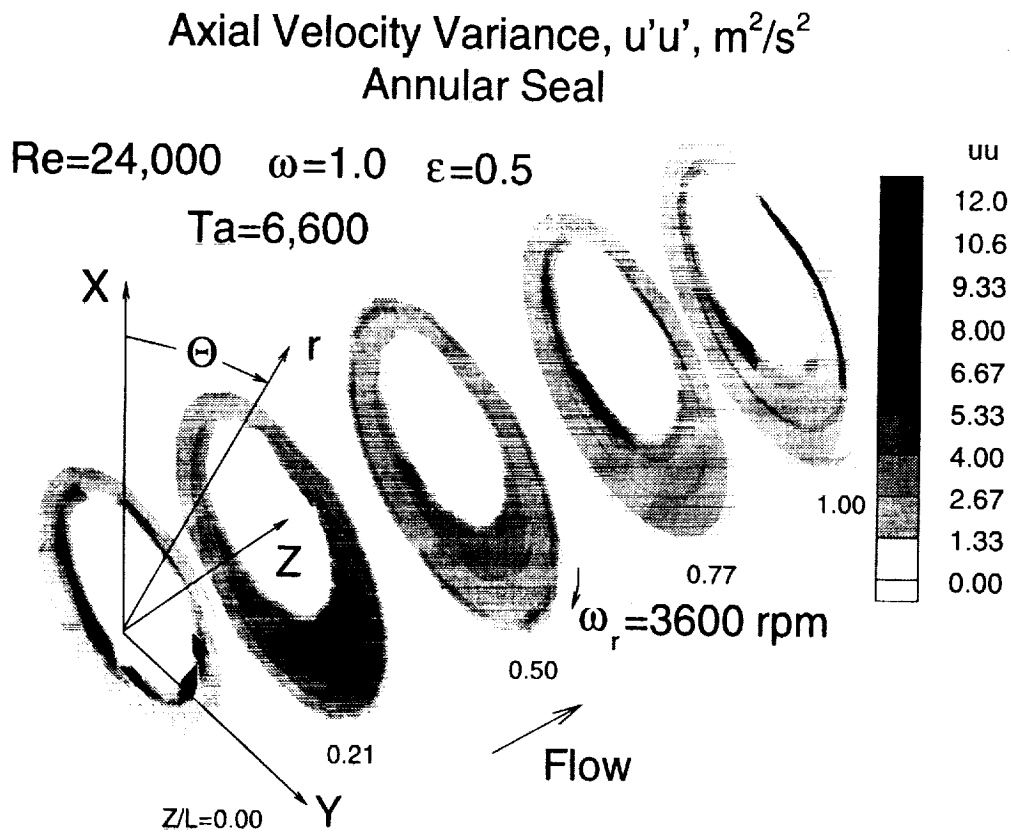 Axial Velocity Variance, u'u', m²/s²
Annular Seal
Re=24,000 ω=1.0 ε=0.5
Ta=6,600
uu
12.0
10.6
9.33
8.00
6.67
5.33
4.00
2.67
1.33
0.00
X
Θ
r
Z
Y
1.00
0.77
ωr=3600 rpm
0.50
0.21
Flow
Z/L=0.00